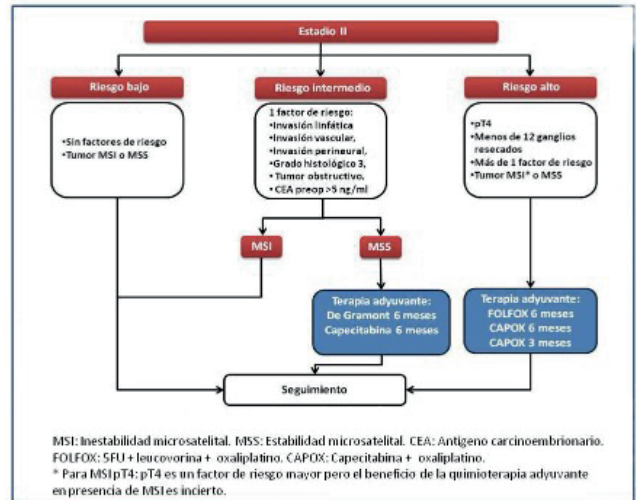 Estadio II
Riesgo bajo
Riesgo intermedio
Riesgo alto
•Sin factores de riesgo
•Tumor MSI o MSS
1 factor de riesgo:
•Invasión linfática
•Invasión vascular,
•Invasión perineural,
•Grado histológico 3,
• Tumor obstructivo,
• CEA preop >5 ng/ml
•pT4
•Menos de 12 ganglios
resecados
•Más de 1 factor de riesgo
•Tumor MSI* o MSS
MSI
MSS
Terapia adyuvante:
De Gramont 6 meses
Capecitabina 6 meses
Terapia adyuvante:
FOLFOX 6 meses
CAPOX 6 meses
CAPOX 3 meses
Seguimiento
MSI: Inestabilidad microsatelital. MSS: Estabilidad microsatelital. CEA: Antígeno carcinoembrionario.
FOLFOX: 5FU + leucovorina + oxaliplatino. CAPOX: Capecitabina + oxaliplatino.
* Para MSI pT4: pT4 es un factor de riesgo mayor pero el beneficio de la quimioterapia adyuvante
en presencia de MSI es incierto.